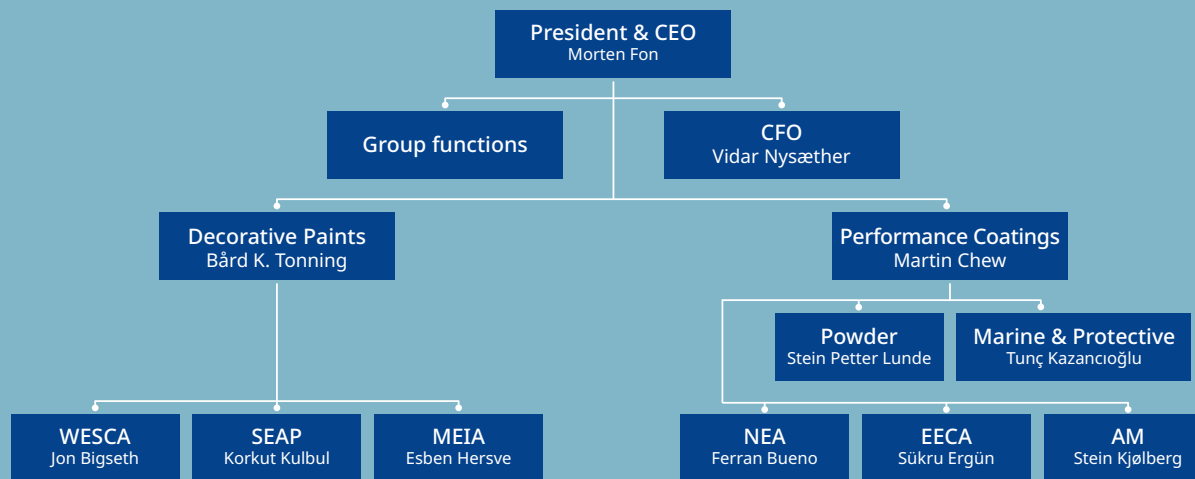 President & CEO
Morten Fon
Group functions
CFO
Vidar Nysæther
Decorative Paints
Bård K. Tonning
Performance Coatings
Martin Chew
Powder
Stein Petter Lunde
Marine & Protective
Tunç Kazancıoğlu
WESCA
Jon Bigseth
SEAP
Korkut Kulbul
MEIA
Esben Hersve
NEA
Ferran Bueno
EECA
Sükru Ergün
AM
Stein Kjølberg